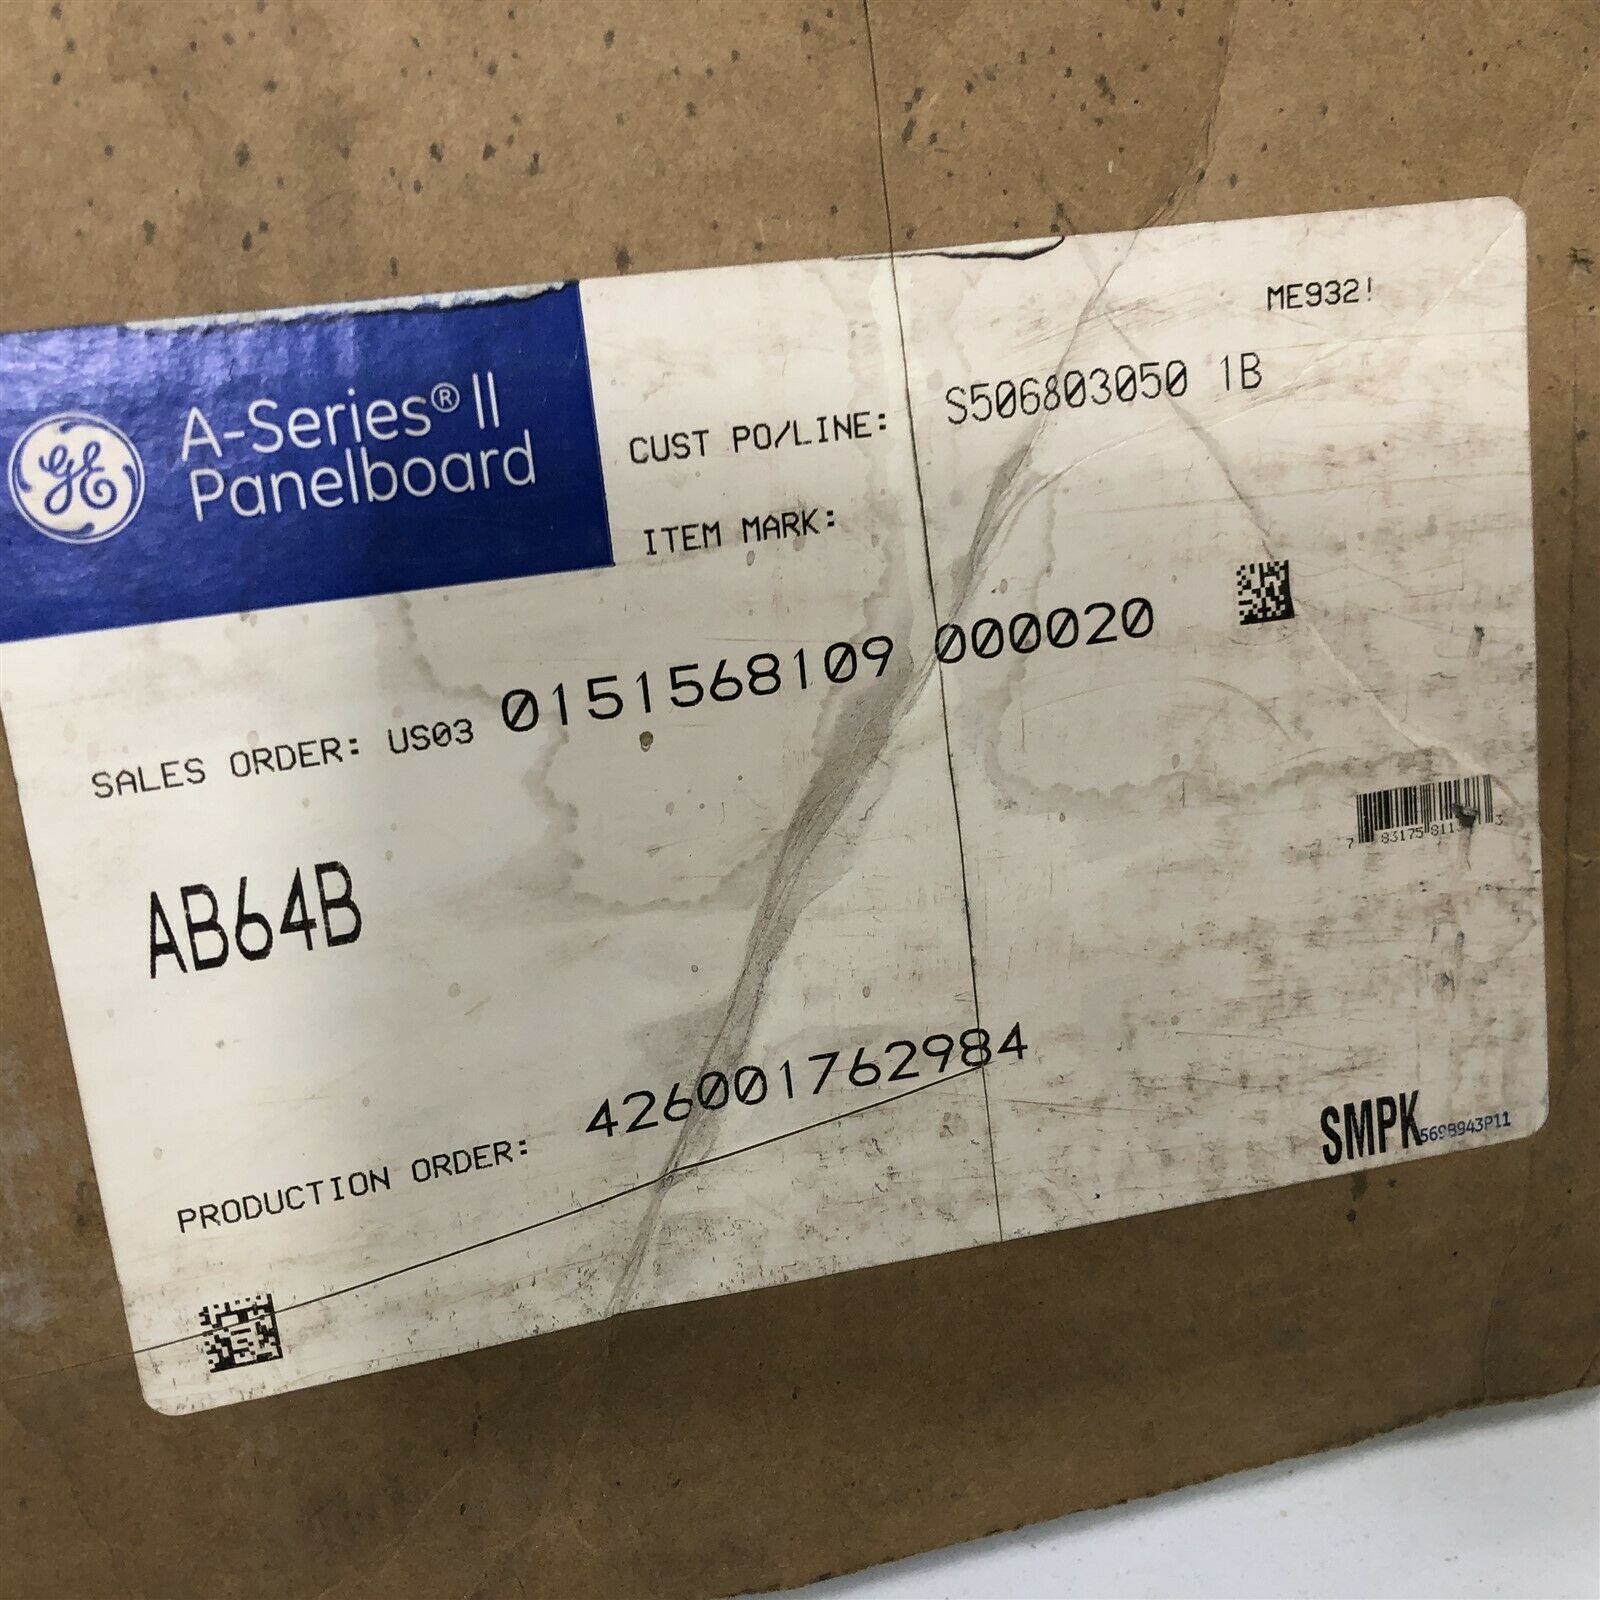 ME932!
GE
A-Series® II
Panelboard
CUST PO/LINE: S506803050 1B
ITEM MARK:
SALES ORDER: US03 0151568109 000020
AB64B
PRODUCTION ORDER: 426001762984
SMPK